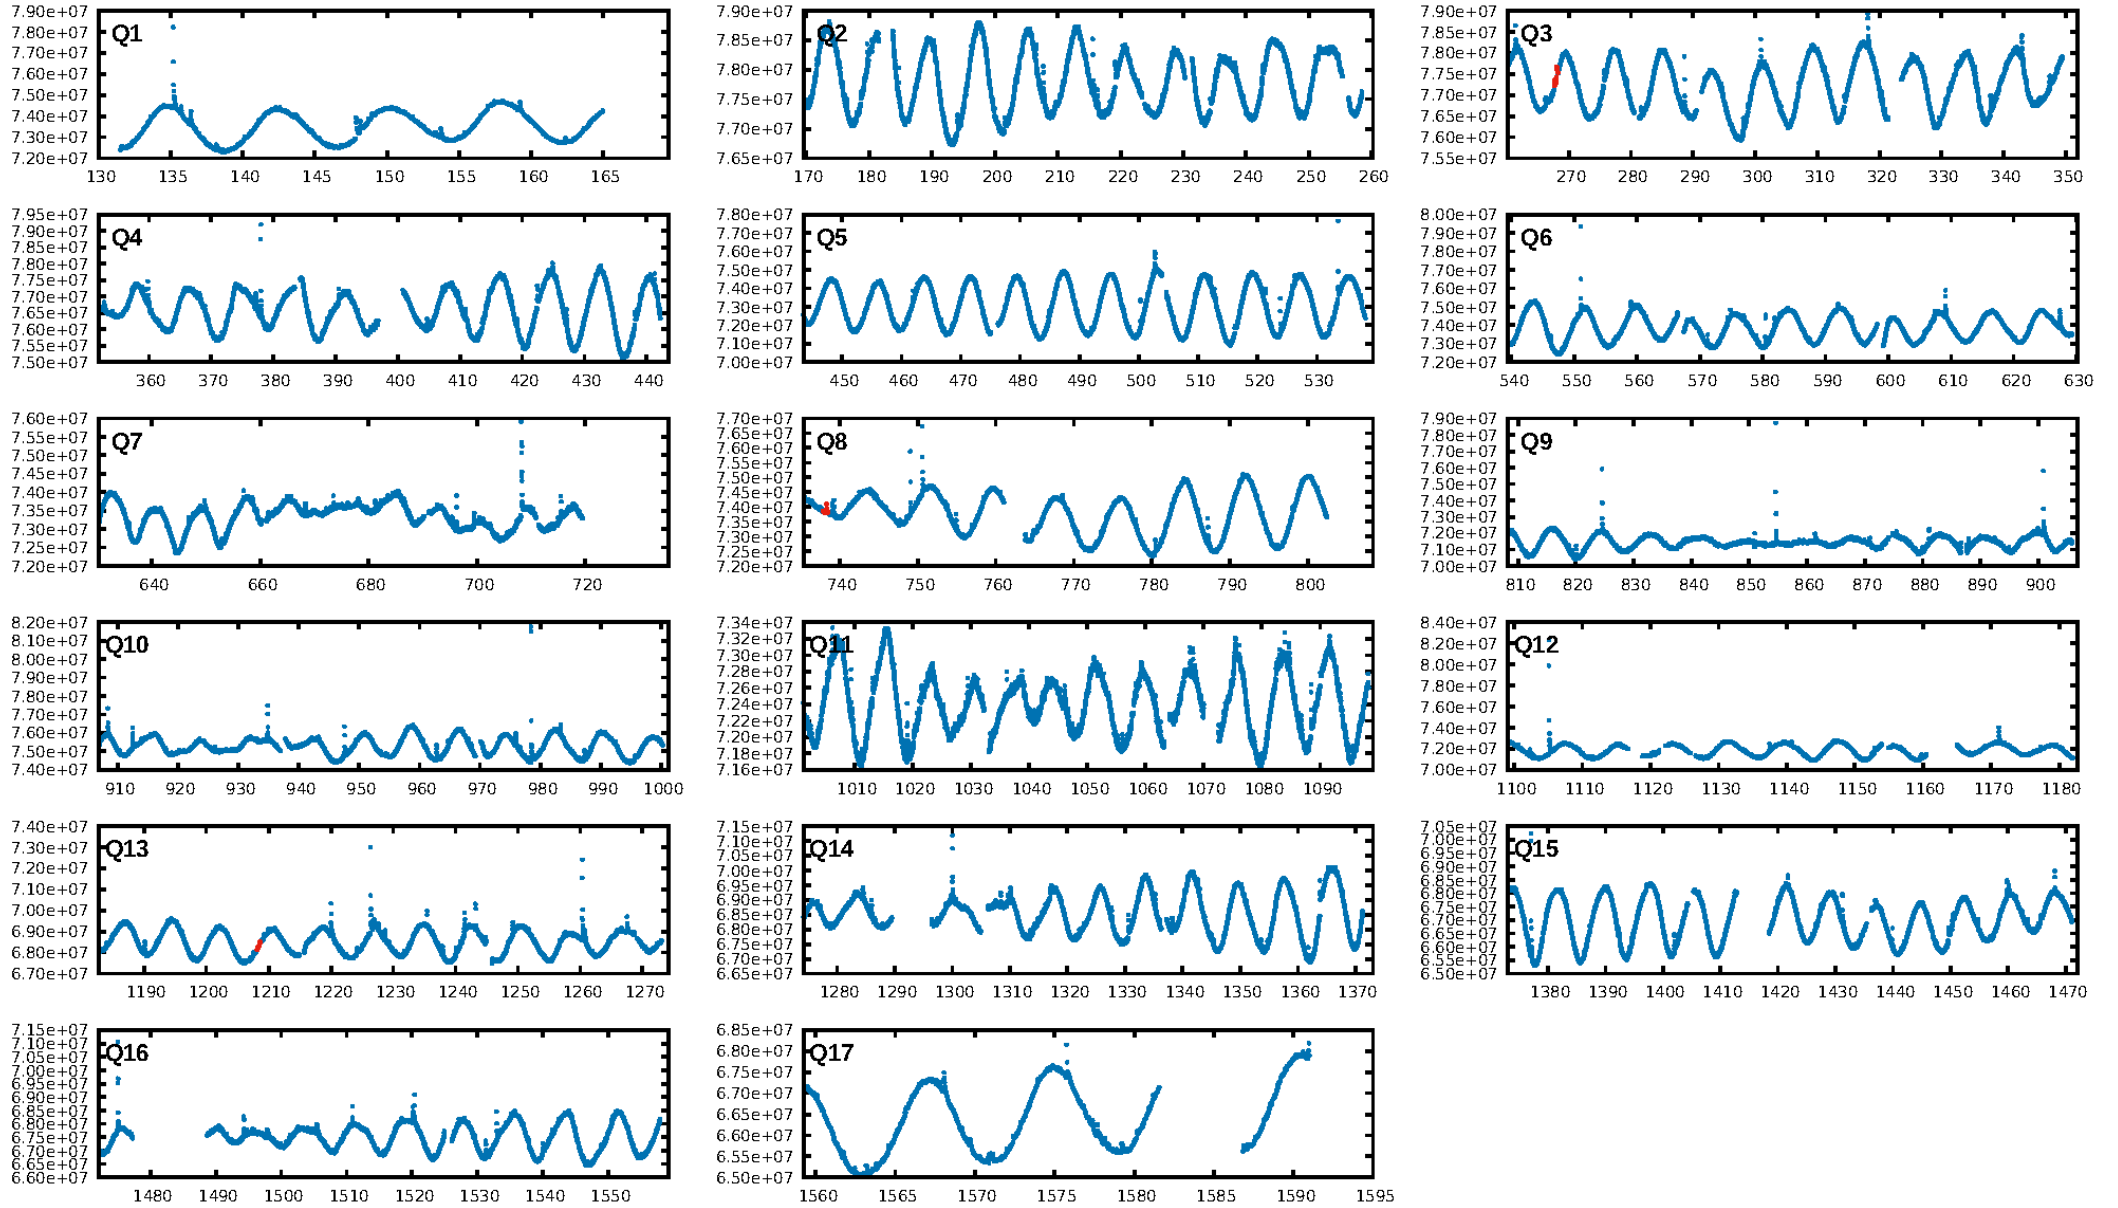 7.90e+07 7.80e+07 7.70e+07 7.60e+07 7.50e+07 7.40e+07 7.30e+07 7.20e+07
Q1
130 135 140 145 150 155 160 165
7.90e+07 7.85e+07 7.80e+07 7.75e+07 7.70e+07 7.65e+07
Q2
170 180 190 200 210 220 230 240 250 260
7.90e+07 7.85e+07 7.80e+07 7.75e+07 7.70e+07 7.65e+07 7.60e+07 7.55e+07
Q3
270 280 290 300 310 320 330 340 350
7.95e+07 7.90e+07 7.85e+07 7.80e+07 7.75e+07 7.70e+07 7.65e+07 7.60e+07 7.55e+07 7.50e+07
Q4
360 370 380 390 400 410 420 430 440
7.80e+07 7.70e+07 7.60e+07 7.50e+07 7.40e+07 7.30e+07 7.20e+07 7.10e+07 7.00e+07
Q5
450 460 470 480 490 500 510 520 530
8.00e+07 7.90e+07 7.80e+07 7.70e+07 7.60e+07 7.50e+07 7.40e+07 7.30e+07 7.20e+07
Q6
540 550 560 570 580 590 600 610 620 630
7.60e+07 7.55e+07 7.50e+07 7.45e+07 7.40e+07 7.35e+07 7.30e+07 7.25e+07 7.20e+07
Q7
640 660 680 700 720
7.70e+07 7.65e+07 7.60e+07 7.55e+07 7.50e+07 7.45e+07 7.40e+07 7.35e+07 7.30e+07 7.25e+07 7.20e+07
Q8
740 750 760 770 780 790 800
7.90e+07 7.80e+07 7.70e+07 7.60e+07 7.50e+07 7.40e+07 7.30e+07 7.20e+07 7.10e+07 7.00e+07
Q9
810 820 830 840 850 860 870 880 890 900
8.20e+07 8.10e+07 8.00e+07 7.90e+07 7.80e+07 7.70e+07 7.60e+07 7.50e+07 7.40e+07
Q10
910 920 930 940 950 960 970 980 990 1000
7.34e+07 7.32e+07 7.30e+07 7.28e+07 7.26e+07 7.24e+07 7.22e+07 7.20e+07 7.18e+07 7.16e+07
Q11
1010 1020 1030 1040 1050 1060 1070 1080 1090
8.40e+07 8.20e+07 8.00e+07 7.80e+07 7.60e+07 7.40e+07 7.20e+07 7.00e+07
Q12
1100 1110 1120 1130 1140 1150 1160 1170 1180
7.40e+07 7.30e+07 7.20e+07 7.10e+07 7.00e+07 6.90e+07 6.80e+07 6.70e+07
Q13
1190 1200 1210 1220 1230 1240 1250 1260 1270
7.15e+07 7.10e+07 7.05e+07 7.00e+07 6.95e+07 6.90e+07 6.85e+07 6.80e+07 6.75e+07 6.70e+07 6.65e+07
Q14
1280 1290 1300 1310 1320 1330 1340 1350 1360 1370
7.05e+07 7.00e+07 6.95e+07 6.90e+07 6.85e+07 6.80e+07 6.75e+07 6.70e+07 6.65e+07 6.60e+07 6.55e+07 6.50e+07
Q15
1380 1390 1400 1410 1420 1430 1440 1450 1460 1470
7.15e+07 7.10e+07 7.05e+07 7.00e+07 6.95e+07 6.90e+07 6.85e+07 6.80e+07 6.75e+07 6.70e+07 6.65e+07 6.60e+07
Q16
1480 1490 1500 1510 1520 1530 1540 1550
6.85e+07 6.80e+07 6.75e+07 6.70e+07 6.65e+07 6.60e+07 6.55e+07 6.50e+07
Q17
1560 1565 1570 1575 1580 1585 1590 1595